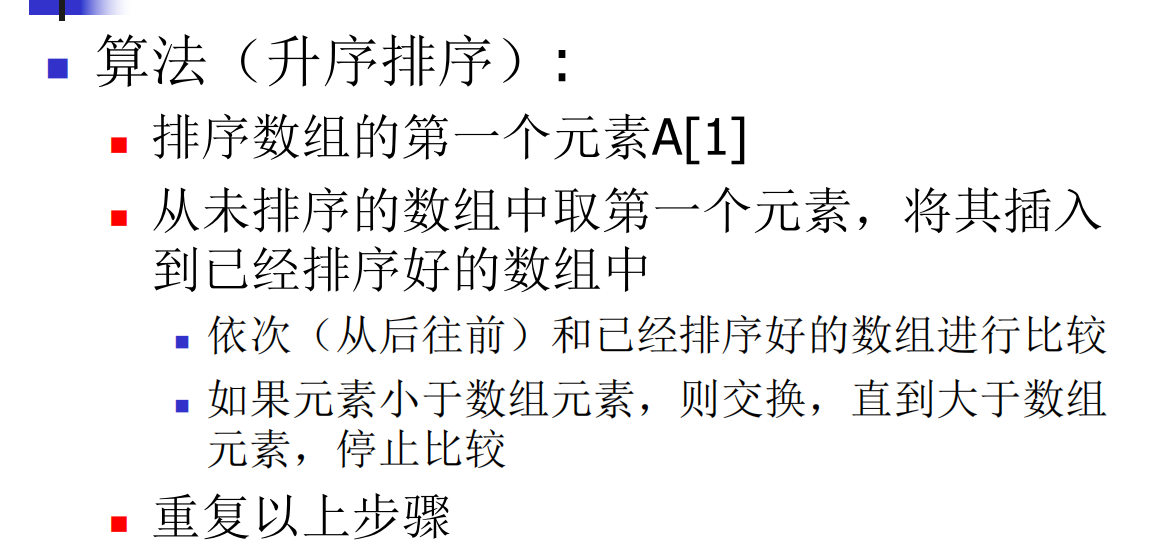 算法（升序排序）:
排序数组的第一个元素A[1]
从未排序的数组中取第一个元素，将其插入
到已经排序好的数组中
依次（从后往前）和已经排序好的数组进行比较
如果元素小于数组元素，则交换，直到大于数组
元素，停止比较
重复以上步骤